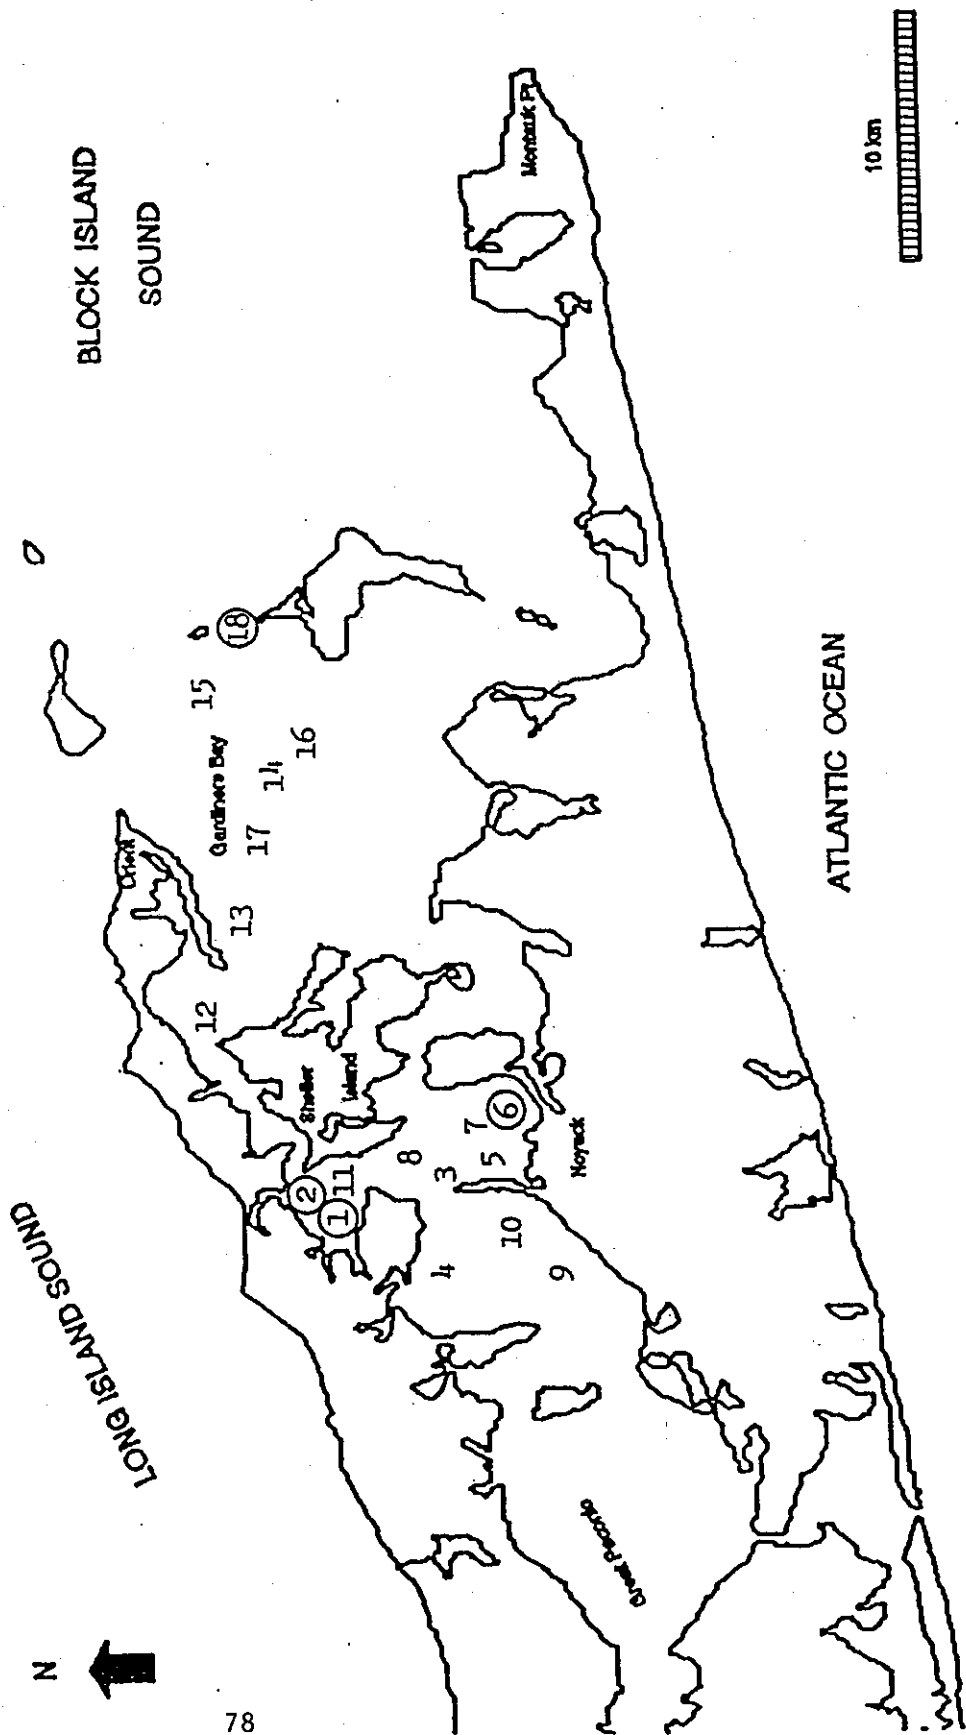 N
LONG ISLAND SOUND
BLOCK ISLAND
SOUND
Orient
Gardiners Bay
15
18
12
13
17
14
16
Shelter
Island
2
1
11
8
3
7
4
5
6
10
9
Noyack
Montauk Pt.
Great Peconic
ATLANTIC OCEAN
10 km
78